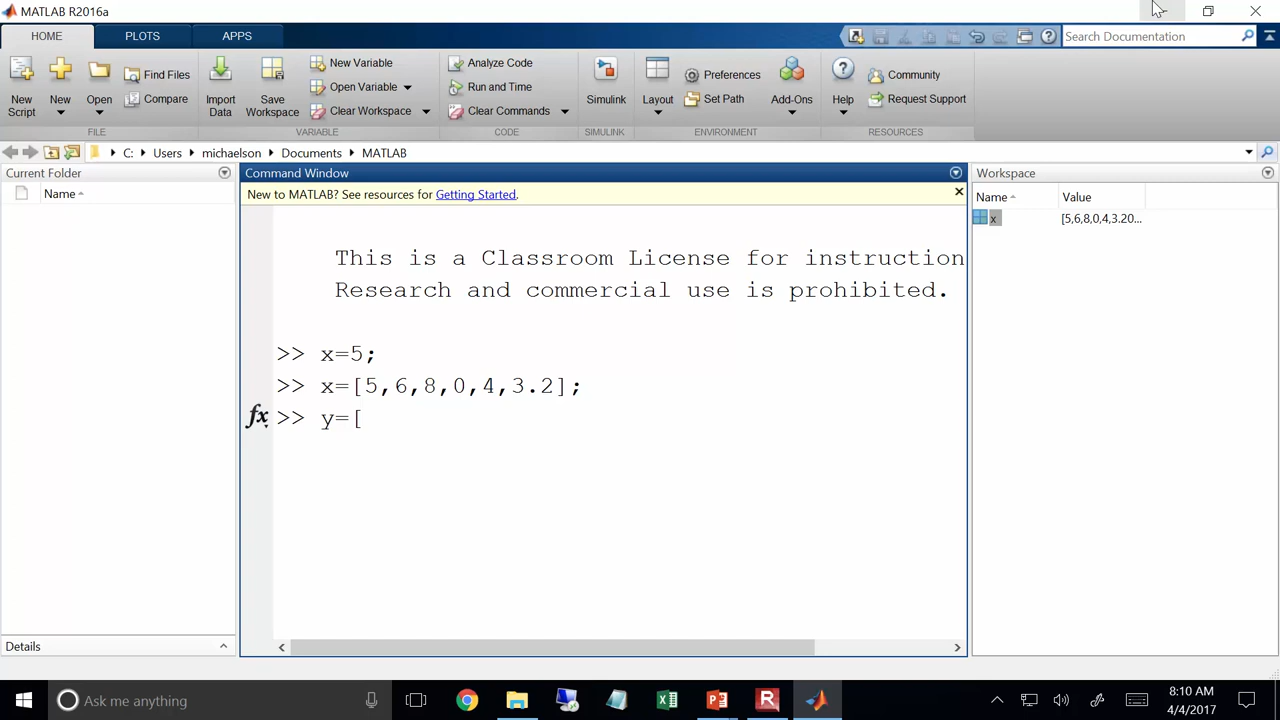 MATLAB R2016a
HOME PLOTS APPS
Search Documentation
New Script
New
Open
Find Files
Compare
FILE
Import Data
Save Workspace
New Variable
Open Variable
Clear Workspace
VARIABLE
Analyze Code
Run and Time
Clear Commands
CODE
Simulink
SIMULINK
Layout
Preferences
Set Path
Add-Ons
ENVIRONMENT
Help
Community
Request Support
RESOURCES
C: Users michaelson Documents MATLAB
Current Folder
Name
Details
Command Window
New to MATLAB? See resources for Getting Started.
This is a Classroom License for instruction
Research and commercial use is prohibited.
>> x=5;
>> x=[5,6,8,0,4,3.2];
fx >> y=[
Workspace
Name Value
x [5,6,8,0,4,3.20...
Ask me anything
8:10 AM
4/4/2017